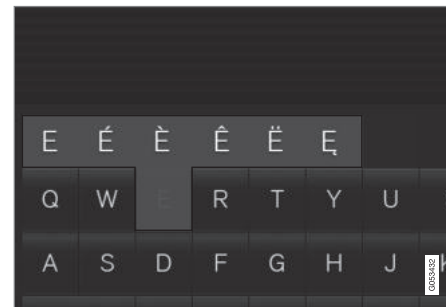 E É È Ê Ë Ę
Q W E R T Y U
A S D F G H J K
G053432